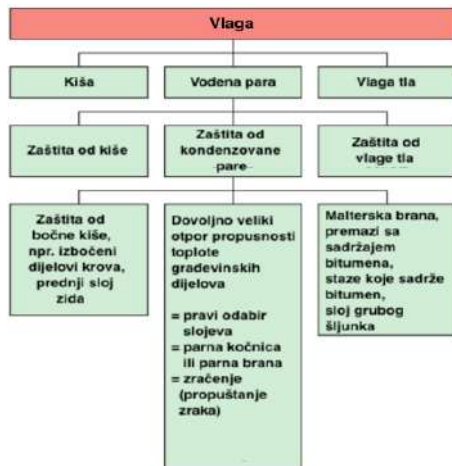 Vlaga
Kiša
Vodena para
Vlaga tla
Zaštita od kiše
Zaštita od
kondenzovane
pare
Zaštita od
vlage tla
Zaštita od
bočne kiše,
npr. izbočeni
dijelovi krova,
prednji sloj
zida
Dovoljno veliki
otpor propusnosti
toplote
građevinskih
dijelova
= pravi odabir
slojeva
= parna kočnica
ili parna brana
= zračenje
(propuštanje
zraka)
Malterska brana,
premazi sa
sadržajem
bitumena,
staze koje sadrže
bitumen,
sloj grubog
šljunka